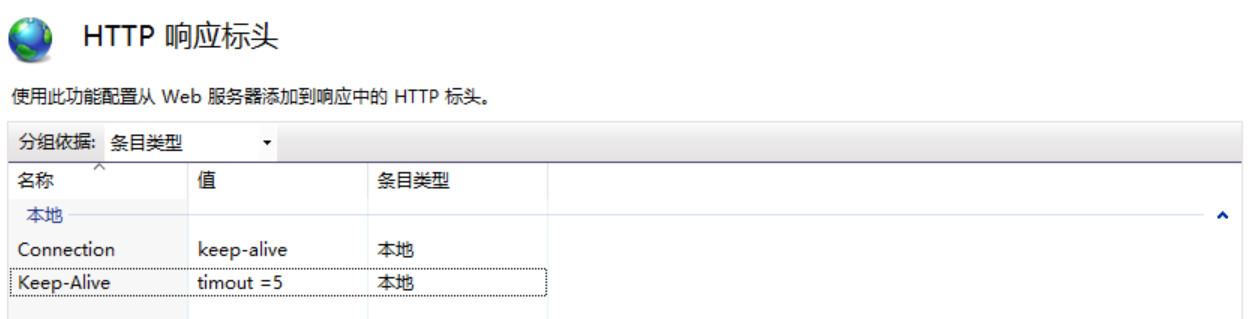 HTTP 响应标头
使用此功能配置从 Web 服务器添加到响应中的 HTTP 标头。
分组依据: 条目类型
名称 值 条目类型
本地
Connection keep-alive 本地
Keep-Alive timout =5 本地